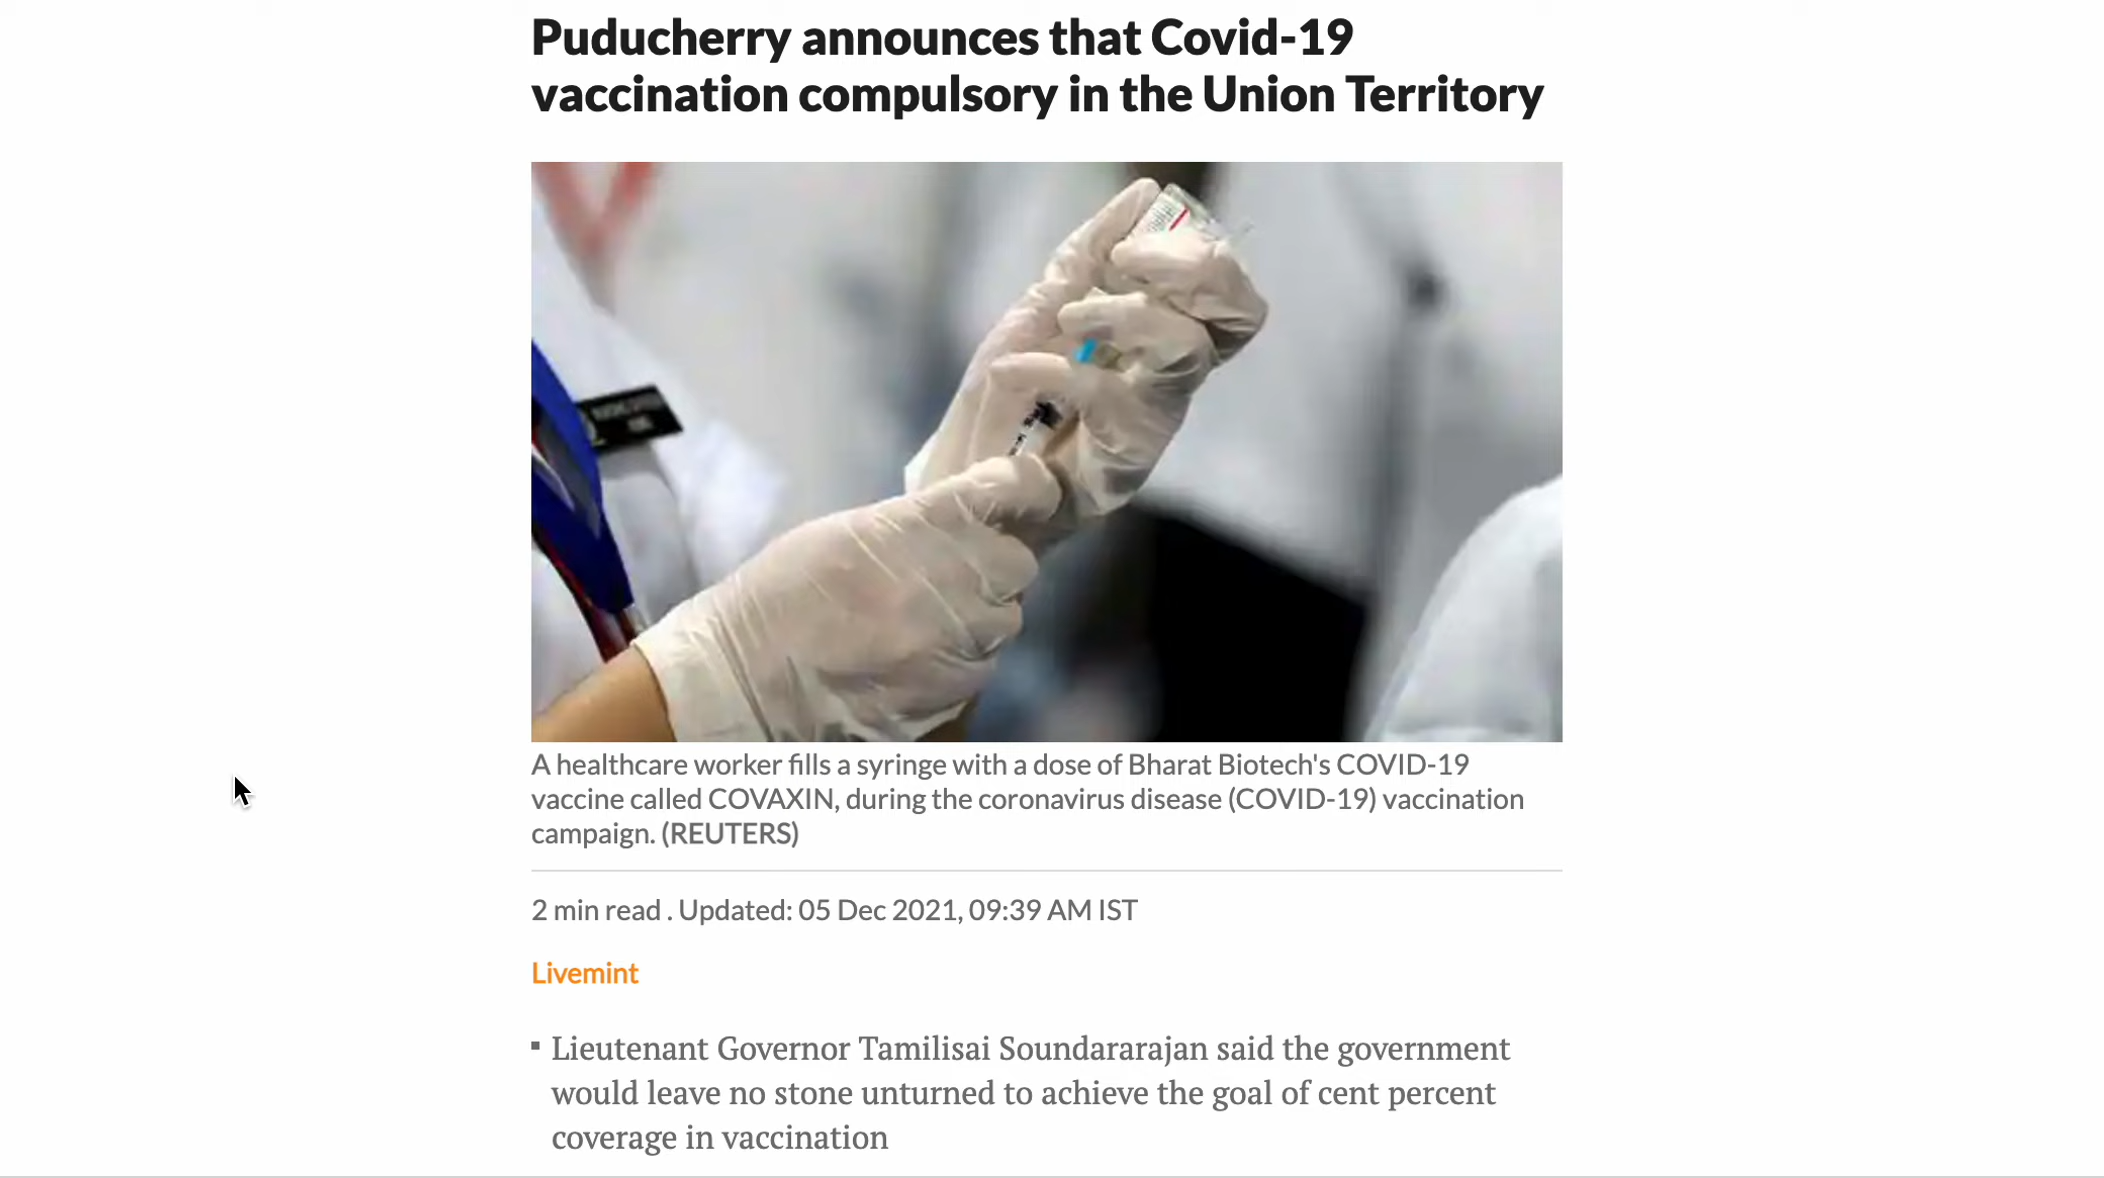 Puducherry announces that Covid-19
vaccination compulsory in the Union Territory
A healthcare worker fills a syringe with a dose of Bharat Biotech's COVID-19
vaccine called COVAXIN, during the coronavirus disease (COVID-19) vaccination
campaign. (REUTERS)
2 min read . Updated: 05 Dec 2021, 09:39 AM IST
Livemint
▪ Lieutenant Governor Tamilisai Soundararajan said the government
would leave no stone unturned to achieve the goal of cent percent
coverage in vaccination